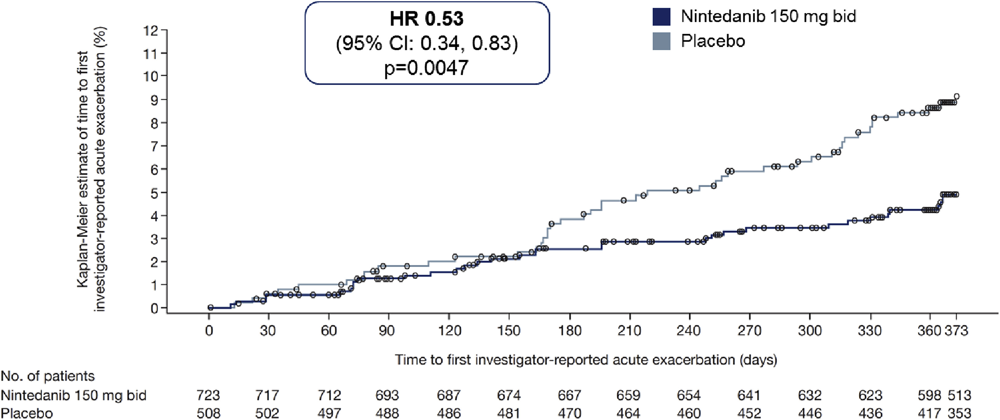 HR 0.53
(95% CI: 0.34, 0.83)
p=0.0047
Nintedanib 150 mg bid
Placebo
Kaplan-Meier estimate of time to first
investigator-reported acute exacerbation (%)
12
11
10
9
8
7
6
5
4
3
2
1
0
0 30 60 90 120 150 180 210 240 270 300 330 360 373
Time to first investigator-reported acute exacerbation (days)
No. of patients
Nintedanib 150 mg bid 723 717 712 693 687 674 667 659 654 641 632 623 598 513
Placebo 508 502 497 488 486 481 470 464 460 452 446 436 417 353